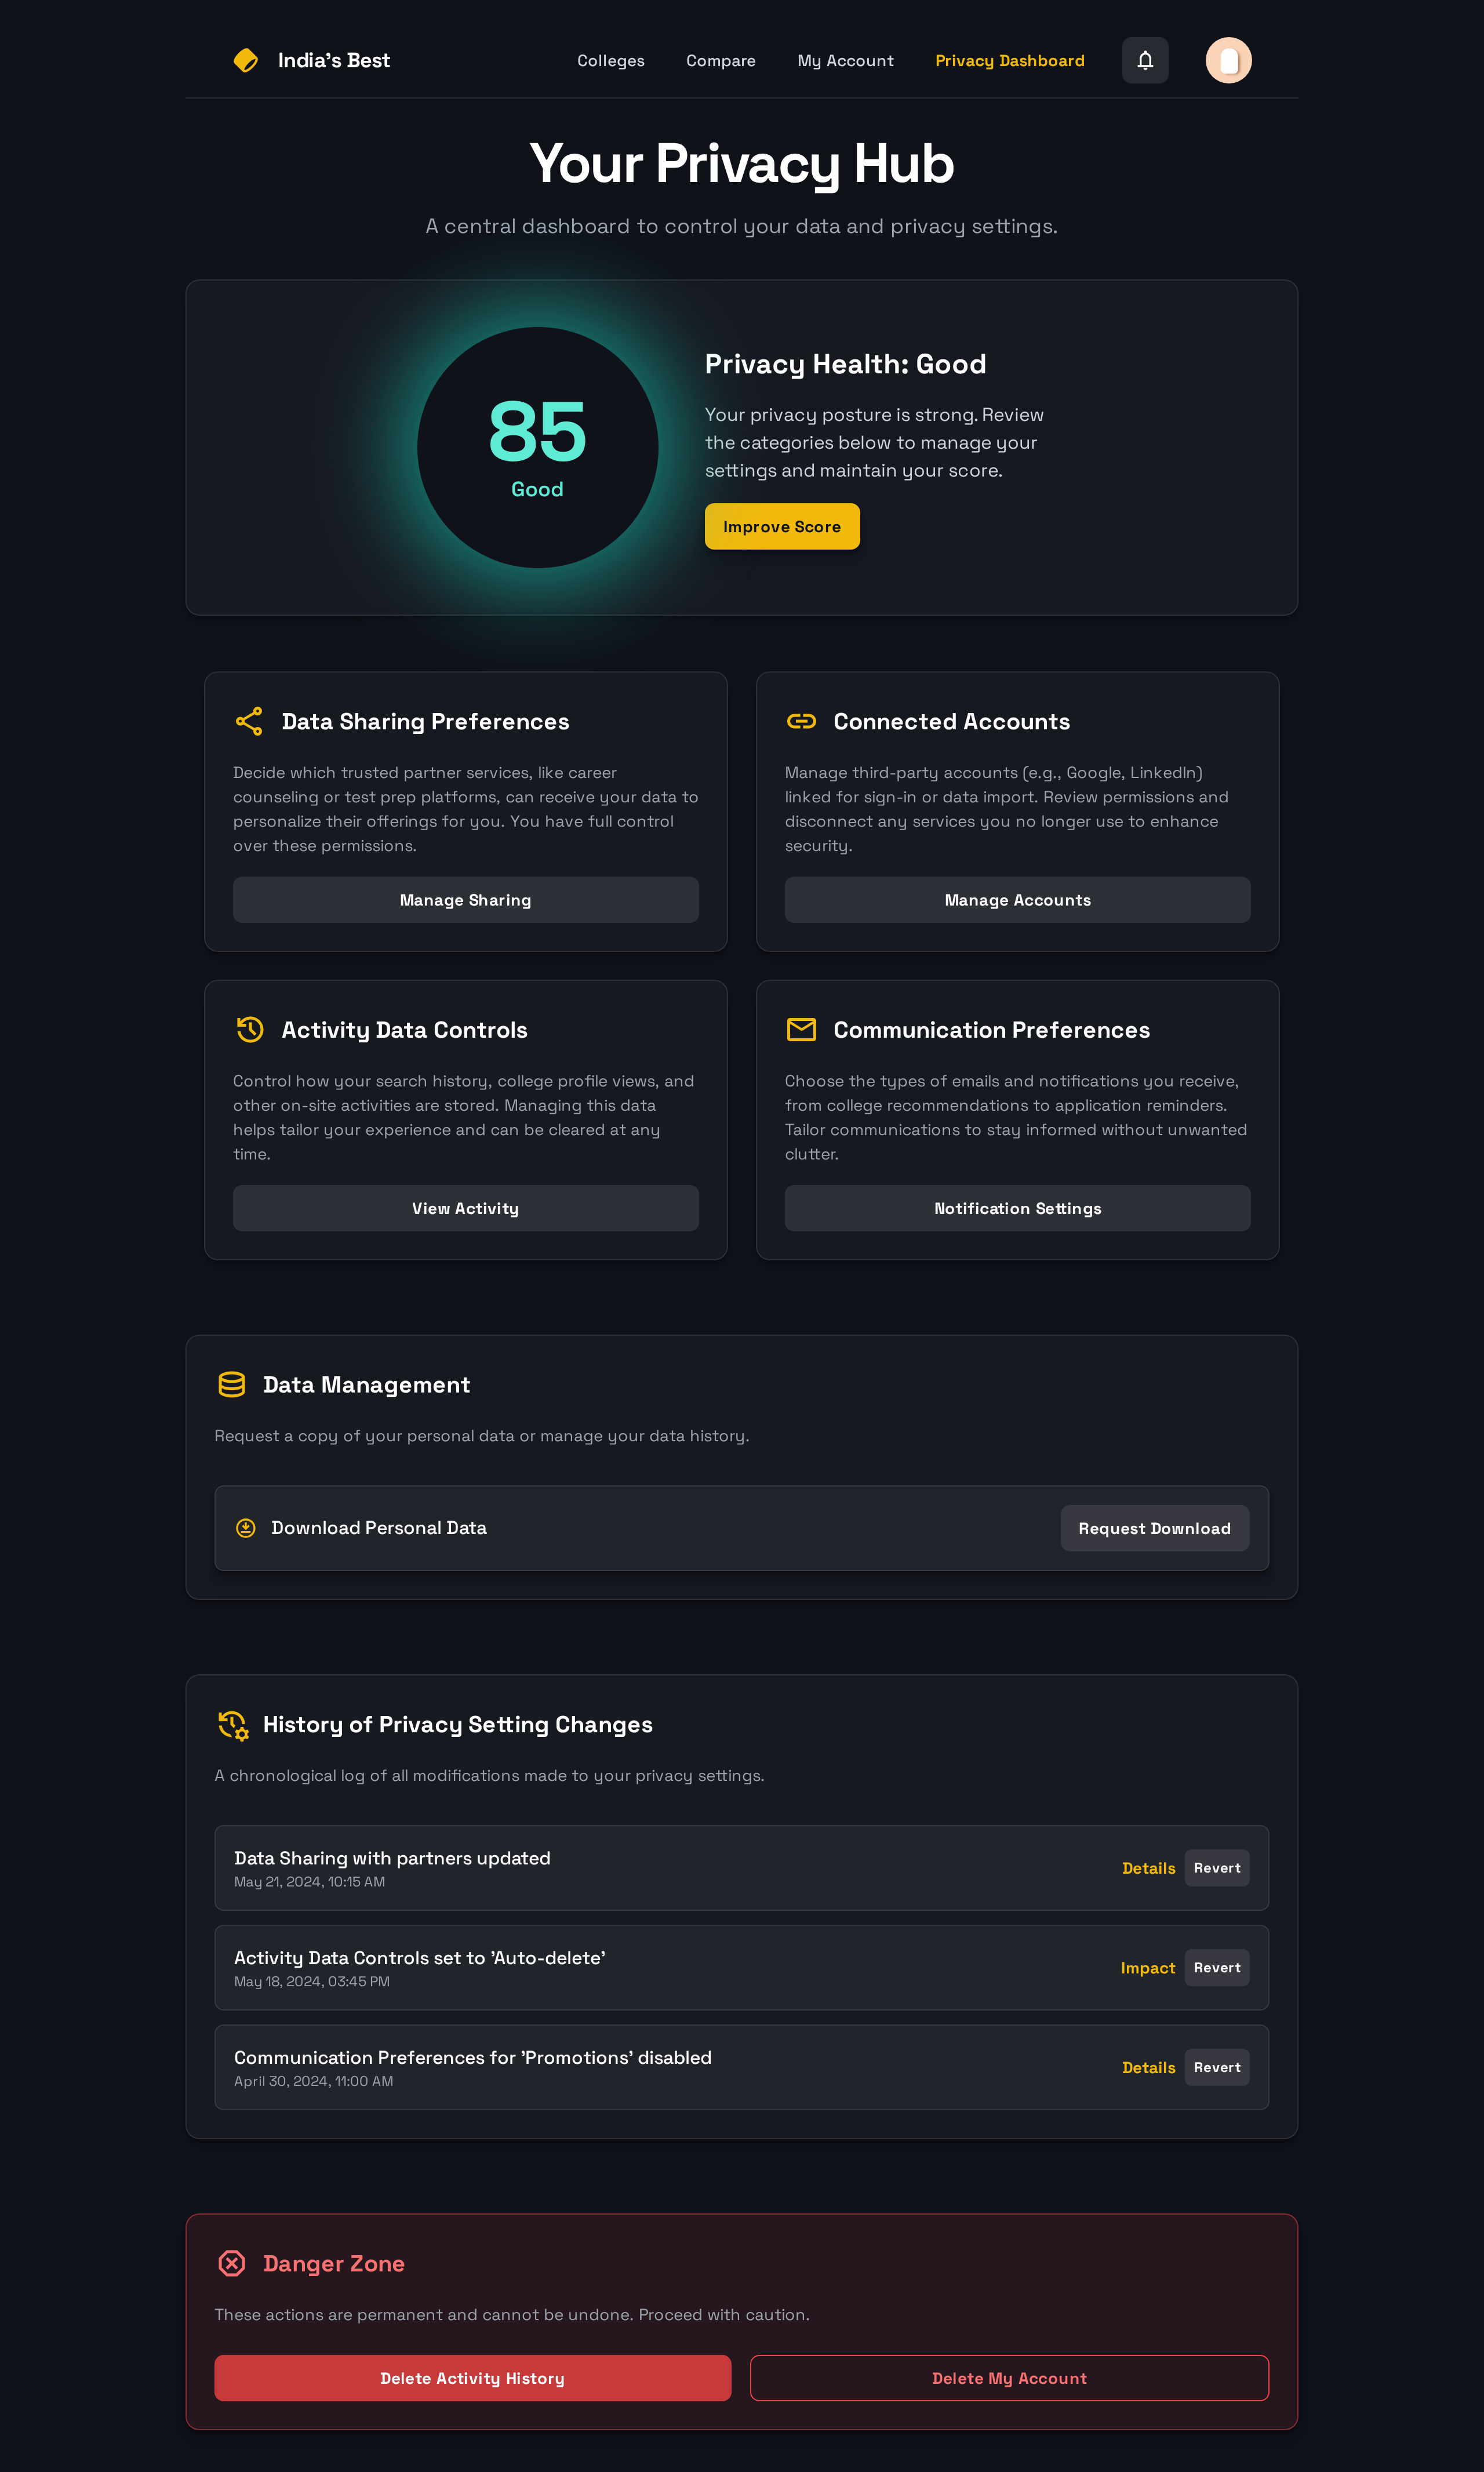 India's Best
Colleges
Compare
My Account
Privacy Dashboard
Your Privacy Hub
A central dashboard to control your data and privacy settings.
85
Good
Privacy Health: Good
Your privacy posture is strong. Review
the categories below to manage your
settings and maintain your score.
Improve Score
Data Sharing Preferences
Decide which trusted partner services, like career
counseling or test prep platforms, can receive your data to
personalize their offerings for you. You have full control
over these permissions.
Manage Sharing
Connected Accounts
Manage third-party accounts (e.g., Google, LinkedIn)
linked for sign-in or data import. Review permissions and
disconnect any services you no longer use to enhance
security.
Manage Accounts
Activity Data Controls
Control how your search history, college profile views, and
other on-site activities are stored. Managing this data
helps tailor your experience and can be cleared at any
time.
View Activity
Communication Preferences
Choose the types of emails and notifications you receive,
from college recommendations to application reminders.
Tailor communications to stay informed without unwanted
clutter.
Notification Settings
Data Management
Request a copy of your personal data or manage your data history.
Download Personal Data
Request Download
History of Privacy Setting Changes
A chronological log of all modifications made to your privacy settings.
Data Sharing with partners updated
May 21, 2024, 10:15 AM
Details
Revert
Activity Data Controls set to 'Auto-delete'
May 18, 2024, 03:45 PM
Impact
Revert
Communication Preferences for 'Promotions' disabled
April 30, 2024, 11:00 AM
Details
Revert
Danger Zone
These actions are permanent and cannot be undone. Proceed with caution.
Delete Activity History
Delete My Account